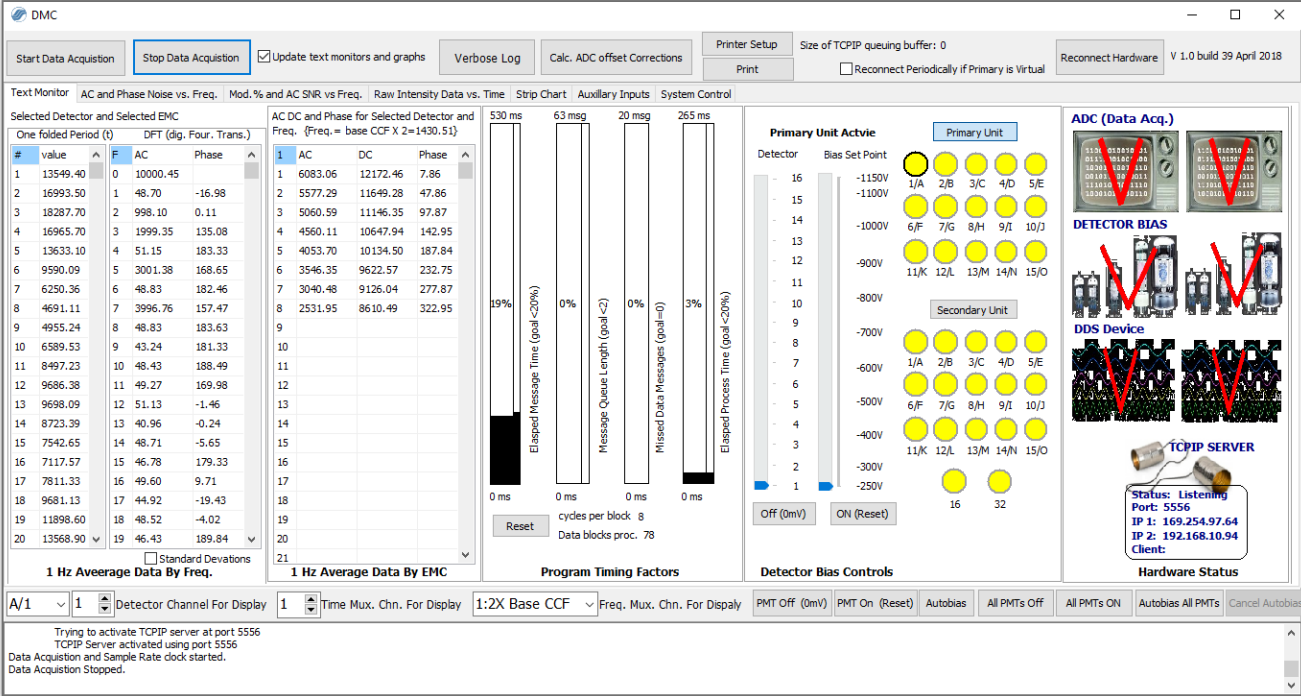 DMC
Start Data Acquistion
Stop Data Acquistion
Update text monitors and graphs
Verbose Log
Calc. ADC offset Corrections
Printer Setup
Print
Size of TCPIP queuing buffer: 0
Reconnect Periodically if Primary is Virtual
Reconnect Hardware
V 1.0 build 39 April 2018
Text Monitor AC and Phase Noise vs. Freq. Mod.% and AC SNR vs Freq. Raw Intensity Data vs. Time Strip Chart Auxillary Inputs System Control
Selected Detector and Selected EMC
One folded Period (t) DFT (dig. Four. Trans.)
# value F AC Phase
1 13549.40 0 10000.45
2 16993.50 1 48.70 -16.98
3 18287.70 2 998.10 0.11
4 16965.70 3 1999.35 135.08
5 13633.10 4 51.15 183.33
6 9590.09 5 3001.38 168.65
7 6250.36 6 48.83 182.46
8 4691.11 7 3996.76 157.47
9 4955.24 8 48.83 183.63
10 6589.53 9 43.24 181.33
11 8497.23 10 48.43 188.49
12 9686.38 11 49.27 169.98
13 9698.09 12 51.13 -1.46
14 8723.39 13 40.96 -0.24
15 7542.65 14 48.71 -5.65
16 7117.57 15 46.78 179.33
17 7811.33 16 49.60 9.71
18 9681.13 17 44.92 -19.43
19 11898.60 18 48.52 -4.02
20 13568.90 19 46.43 189.84
Standard Devations
1 Hz Aveerage Data By Freq.
AC DC and Phase for Selected Detector and
Freq. {Freq.= base CCF X 2=1430.51}
1 AC DC Phase
1 6083.06 12172.46 7.86
2 5577.29 11649.28 47.86
3 5060.59 11146.35 97.87
4 4560.11 10647.94 142.95
5 4053.70 10134.50 187.84
6 3546.35 9622.57 232.75
7 3040.48 9126.04 277.87
8 2531.95 8610.49 322.95
9
10
11
12
13
14
15
16
17
18
19
20
21
1 Hz Average Data By EMC
530 ms 63 msg 20 msg 265 ms
19% 0% 0% 3%
Elasped Message Time (goal <20%)
Message Queue Length (goal <2)
Missed Data Messages (goal=0)
Elasped Process Time (goal <20%)
0 ms 0 ms 0 ms 0 ms
Reset
cycles per block 8
Data blocks proc. 78
Program Timing Factors
Primary Unit Actvie
Detector Bias Set Point
16
15
14
13
12
11
10
9
8
7
6
5
4
3
2
1
-1150V
-1100V
-1000V
-900V
-800V
-700V
-600V
-500V
-400V
-300V
-250V
Off (0mV)
ON (Reset)
Primary Unit
1/A 2/B 3/C 4/D 5/E
6/F 7/G 8/H 9/I 10/J
11/K 12/L 13/M 14/N 15/O
Secondary Unit
1/A 2/B 3/C 4/D 5/E
6/F 7/G 8/H 9/I 10/J
11/K 12/L 13/M 14/N 15/O
16 32
Detector Bias Controls
ADC (Data Acq.)
DETECTOR BIAS
DDS Device
TCPIP SERVER
Status: Listening
Port: 5556
IP 1: 169.254.97.64
IP 2: 192.168.10.94
Client:
Hardware Status
A/1 1 Detector Channel For Display 1 Time Mux. Chn. For Display 1:2X Base CCF Freq. Mux. Chn. For Dispaly
PMT Off (0mV) PMT On (Reset) Autobias All PMTs Off All PMTs ON Autobias All PMTs Cancel Autobias
Trying to activate TCPIP server at port 5556
TCPIP Server activated using port 5556
Data Acquistion and Sample Rate clock started.
Data Acquistion Stopped.